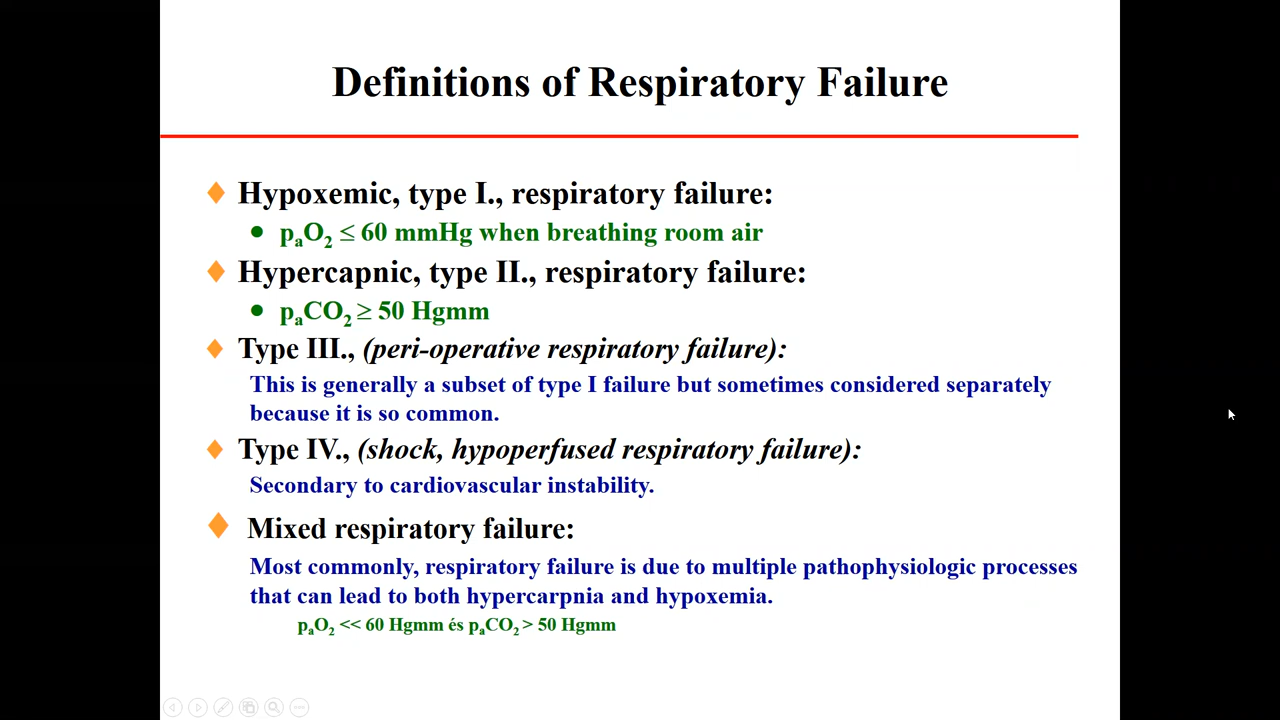 Definitions of Respiratory Failure
Hypoxemic, type I., respiratory failure:
paO2 ≤ 60 mmHg when breathing room air
Hypercapnic, type II., respiratory failure:
paCO2 ≥ 50 Hgmm
Type III., (peri-operative respiratory failure):
This is generally a subset of type I failure but sometimes considered separately
because it is so common.
Type IV., (shock, hypoperfused respiratory failure):
Secondary to cardiovascular instability.
Mixed respiratory failure:
Most commonly, respiratory failure is due to multiple pathophysiologic processes
that can lead to both hypercarpnia and hypoxemia.
paO2 << 60 Hgmm és paCO2 > 50 Hgmm